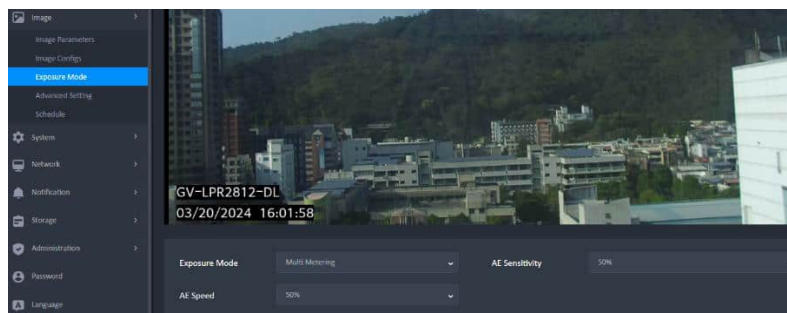 Image
Image Parameters
Image Configs
Exposure Mode
Advanced Setting
Schedule
System
Network
Notification
Storage
Administration
Password
Language
GV-LPR2812-DL
03/20/2024 16:01:58
Exposure Mode Multi Metering AE Sensitivity 50%
AE Speed 50%